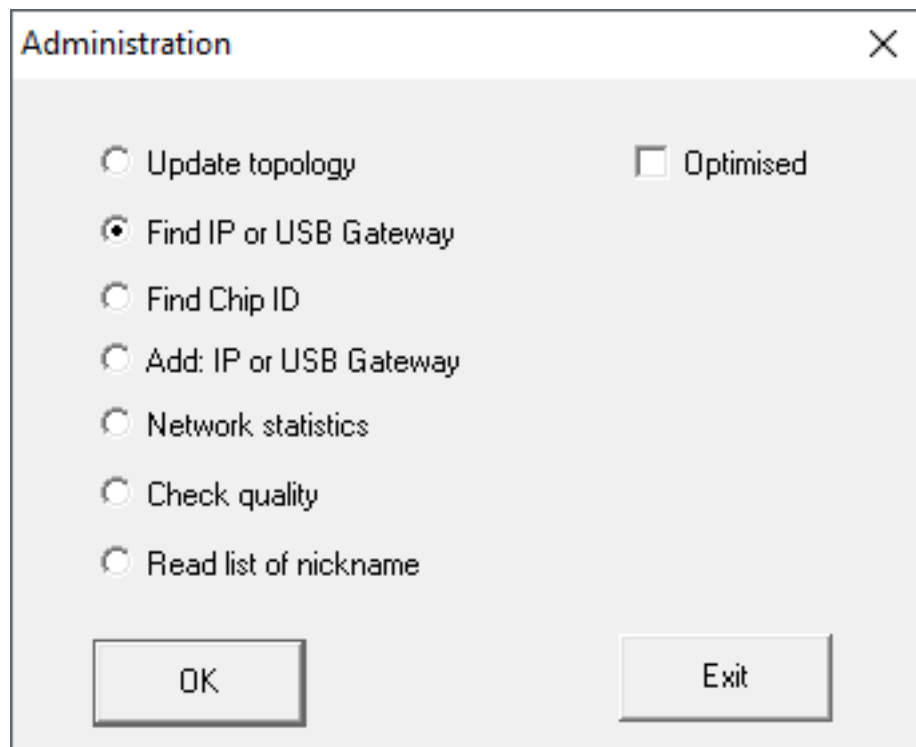 Administration
Update topology
Optimised
Find IP or USB Gateway
Find Chip ID
Add: IP or USB Gateway
Network statistics
Check quality
Read list of nickname
OK
Exit